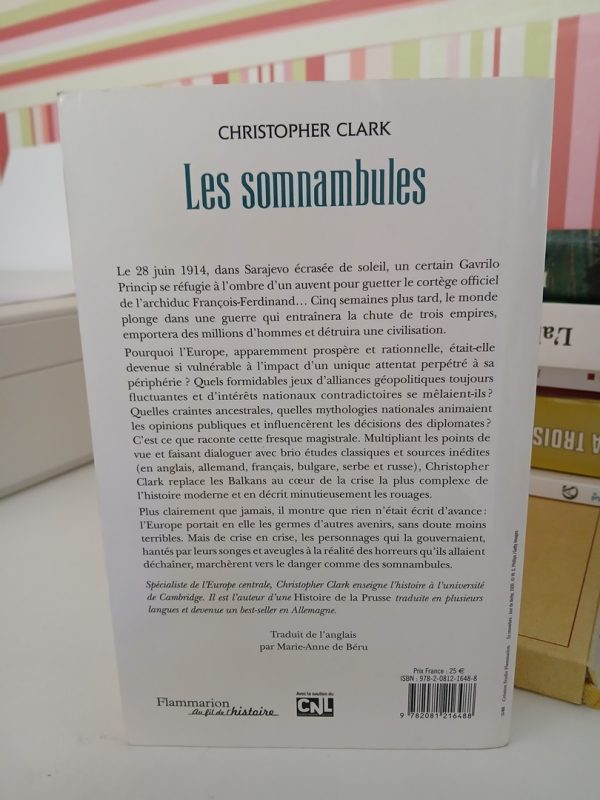 CHRISTOPHER CLARK
Les somnambules
Le 28 juin 1914, dans Sarajevo écrasée de soleil, un certain Gavrilo
Princip se réfugie à l'ombre d'un auvent pour guetter le cortège officiel
de l'archiduc François-Ferdinand... Cinq semaines plus tard, le monde
plonge dans une guerre qui entraînera la chute de trois empires,
emportera des millions d'hommes et détruira une civilisation.
Pourquoi l'Europe, apparemment prospère et rationnelle, était-elle
devenue si vulnérable à l'impact d'un unique attentat perpétré à sa
périphérie ? Quels formidables jeux d'alliances géopolitiques toujours
fluctuantes et d'intérêts nationaux contradictoires se mêlaient-ils ?
Quelles craintes ancestrales, quelles mythologies nationales animaient
les opinions publiques et influencèrent les décisions des diplomates ?
C'est ce que raconte cette fresque magistrale. Multipliant les points de
vue et faisant dialoguer avec brio études classiques et sources inédites
(en anglais, allemand, français, bulgare, serbe et russe), Christopher
Clark replace les Balkans au cœur de la crise la plus complexe de
l'histoire moderne et en décrit minutieusement les rouages.
Plus clairement que jamais, il montre que rien n'était écrit d'avance :
l'Europe portait en elle les germes d'autres avenirs, sans doute moins
terribles. Mais de crise en crise, les personnages qui la gouvernaient,
hantés par leurs songes et aveugles à la réalité des horreurs qu'ils allaient
déchaîner, marchèrent vers le danger comme des somnambules.
Spécialiste de l'Europe centrale, Christopher Clark enseigne l'histoire à l'université
de Cambridge. Il est l'auteur d'une Histoire de la Prusse traduite en plusieurs
langues et devenue un best-seller en Allemagne.
Traduit de l'anglais
par Marie-Anne de Béru
Flammarion
Au fil de l'histoire
Avec le soutien du
CNL
Prix France : 25 €
ISBN : 978-2-0812-1648-8
9 782081 216488
L'a
A TROIS